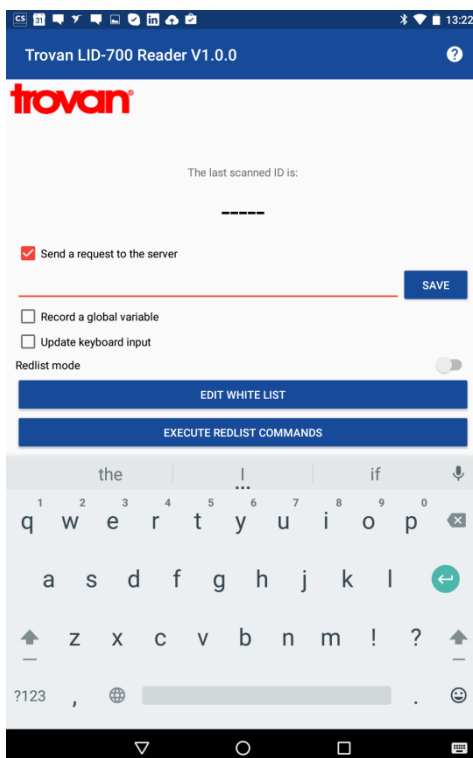 CS 31 in 13:22
Trovan LID-700 Reader V1.0.0 ?
trovan®
The last scanned ID is:
-----
Send a request to the server
SAVE
Record a global variable
Update keyboard input
Redlist mode
EDIT WHITE LIST
EXECUTE REDLIST COMMANDS
the I if
1 2 3 4 5 6 7 8 9 0
q w e r t y u i o p
a s d f g h j k l
z x c v b n m ! ?
?123 , .